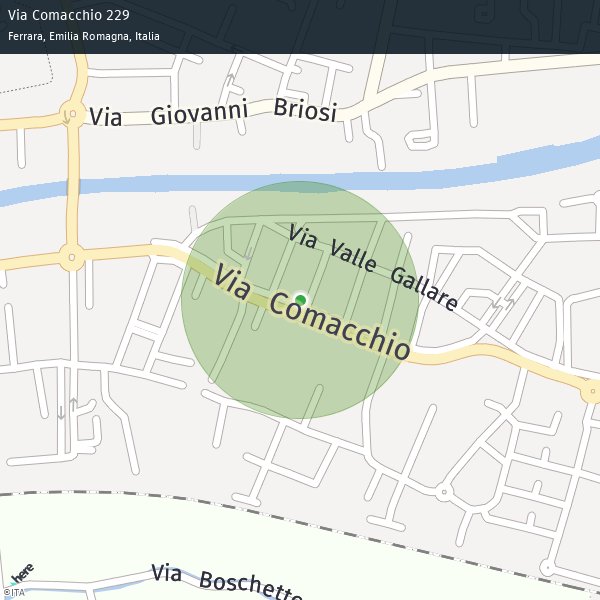 Via Comacchio 229
Ferrara, Emilia Romagna, Italia
Via Giovanni Briosi
Via Valle Gallare
Via Comacchio
Via Boschetto
here
©ITA